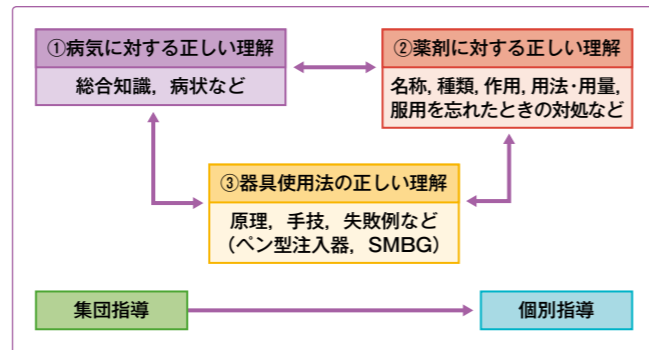 ①病気に対する正しい理解
総合知識，病状など
②薬剤に対する正しい理解
名称，種類，作用，用法・用量，
服用を忘れたときの対処など
③器具使用法の正しい理解
原理，手技，失敗例など
（ペン型注入器，SMBG）
集団指導
個別指導